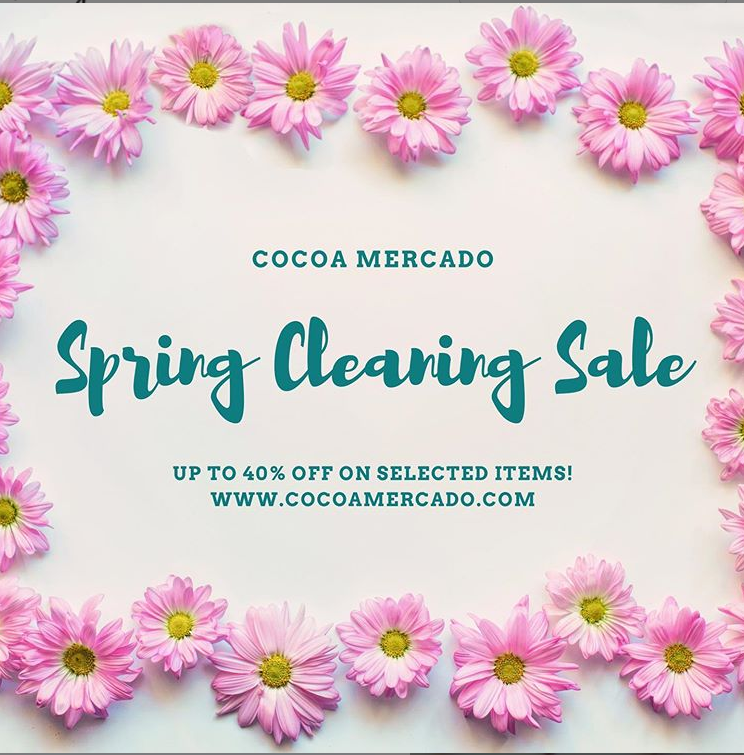 COCOA MERCADO
Spring Cleaning Sale
UP TO 40% OFF ON SELECTED ITEMS!
WWW.COCOAMERCADO.COM